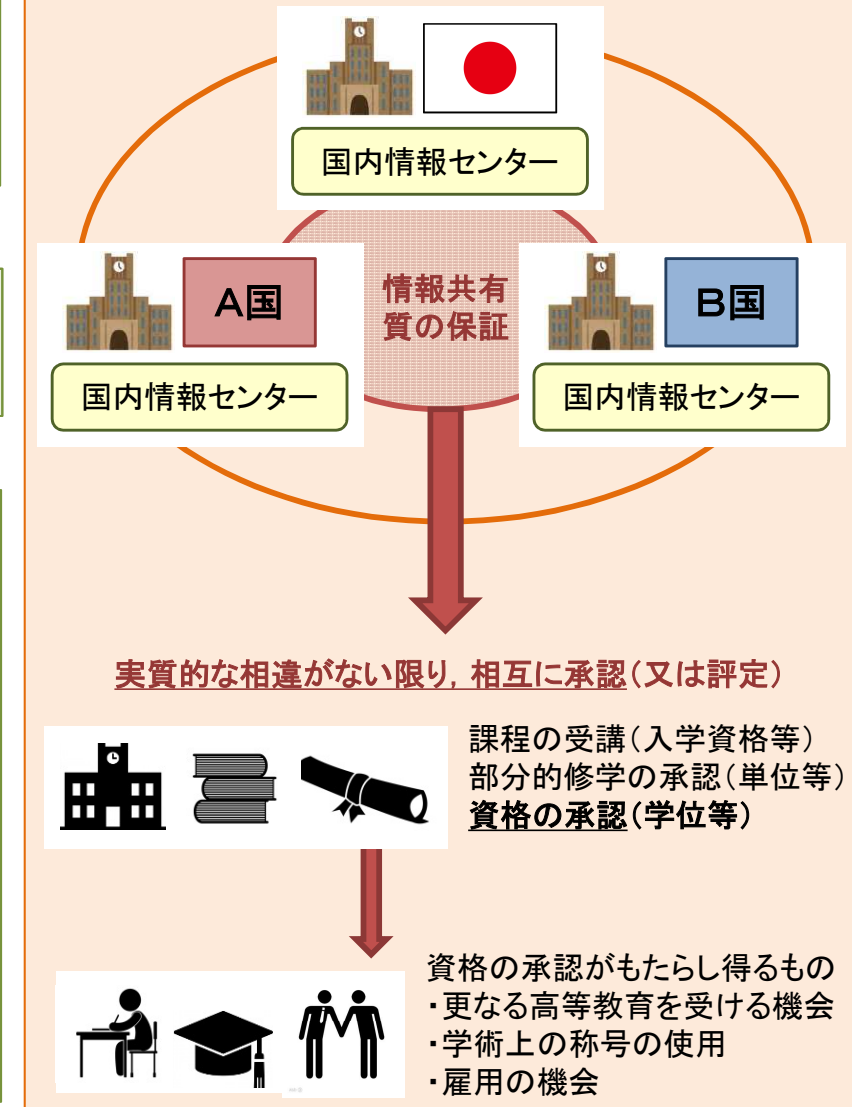 国内情報センター
A国
国内情報センター
情報共有
質の保証
B国
国内情報センター
実質的な相違がない限り，相互に承認（又は評定）
課程の受講（入学資格等）
部分的修学の承認（単位等）
資格の承認（学位等）
資格の承認がもたらし得るもの
・更なる高等教育を受ける機会
・学術上の称号の使用
・雇用の機会